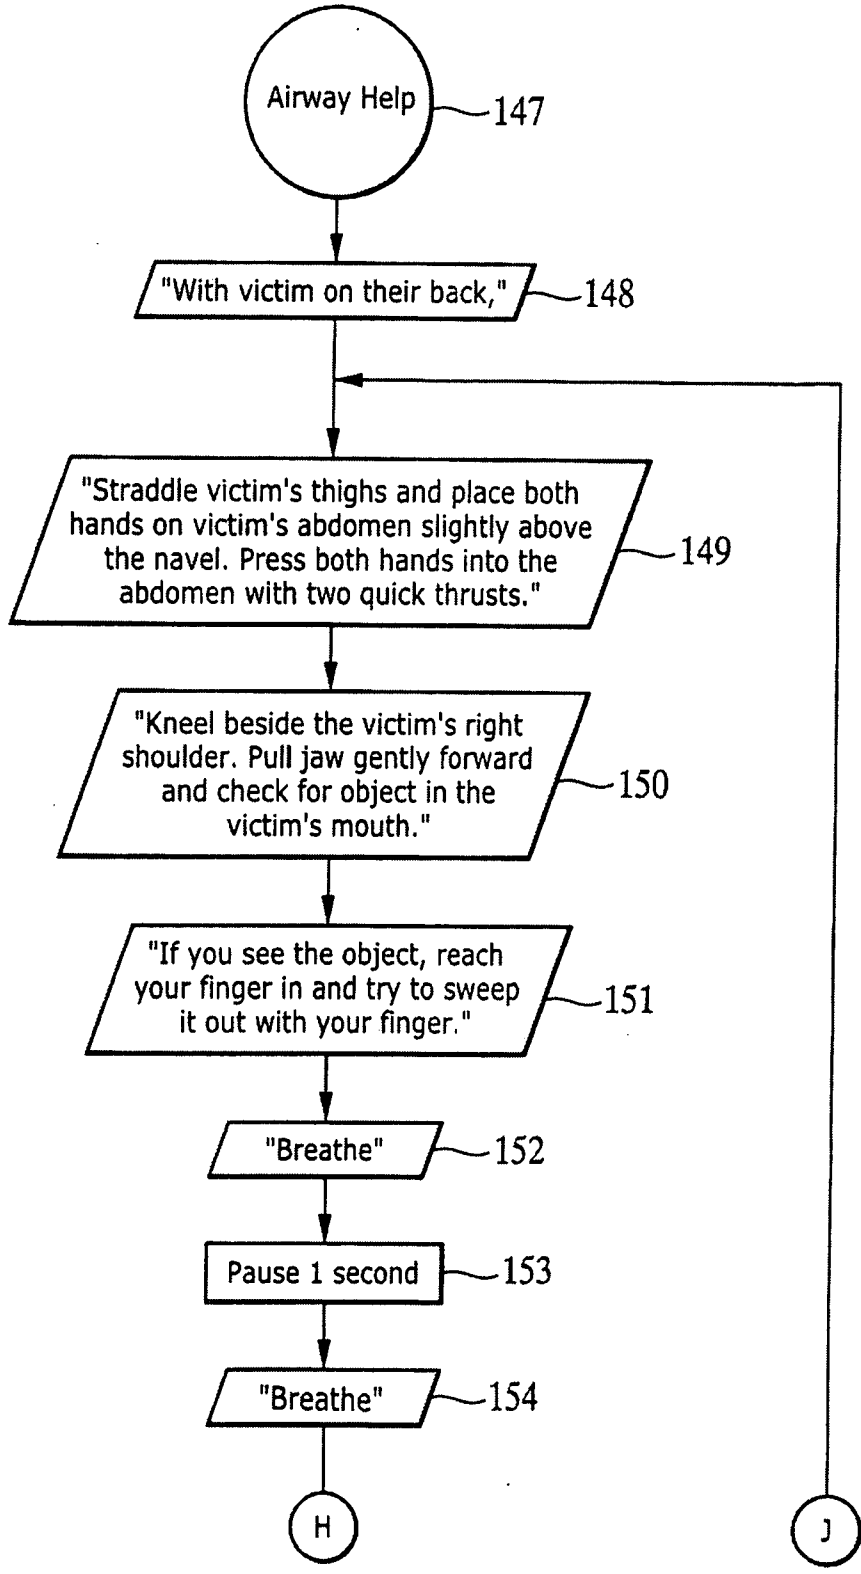 Airway Help
147
"With victim on their back,"
148
"Straddle victim's thighs and place both
hands on victim's abdomen slightly above
the navel. Press both hands into the
abdomen with two quick thrusts."
149
"Kneel beside the victim's right
shoulder. Pull jaw gently forward
and check for object in the
victim's mouth."
150
"If you see the object, reach
your finger in and try to sweep
it out with your finger."
151
"Breathe"
152
Pause 1 second
153
"Breathe"
154
H
J